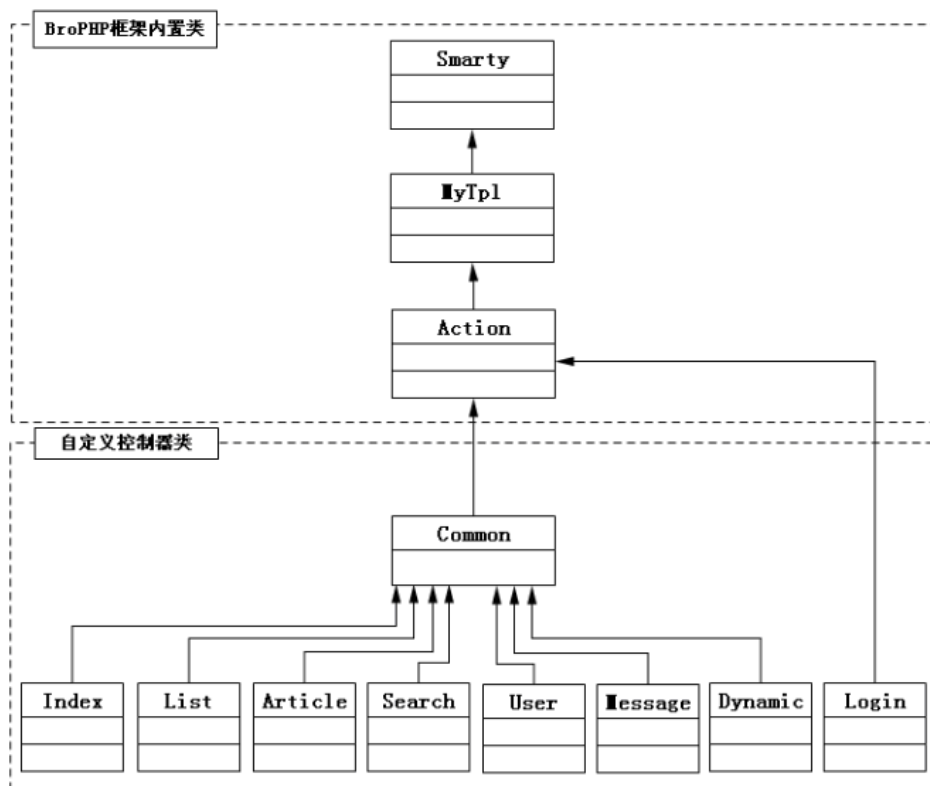 BroPHP框架内置类
Smarty
MyTpl
Action
自定义控制器类
Common
Index
List
Article
Search
User
Message
Dynamic
Login